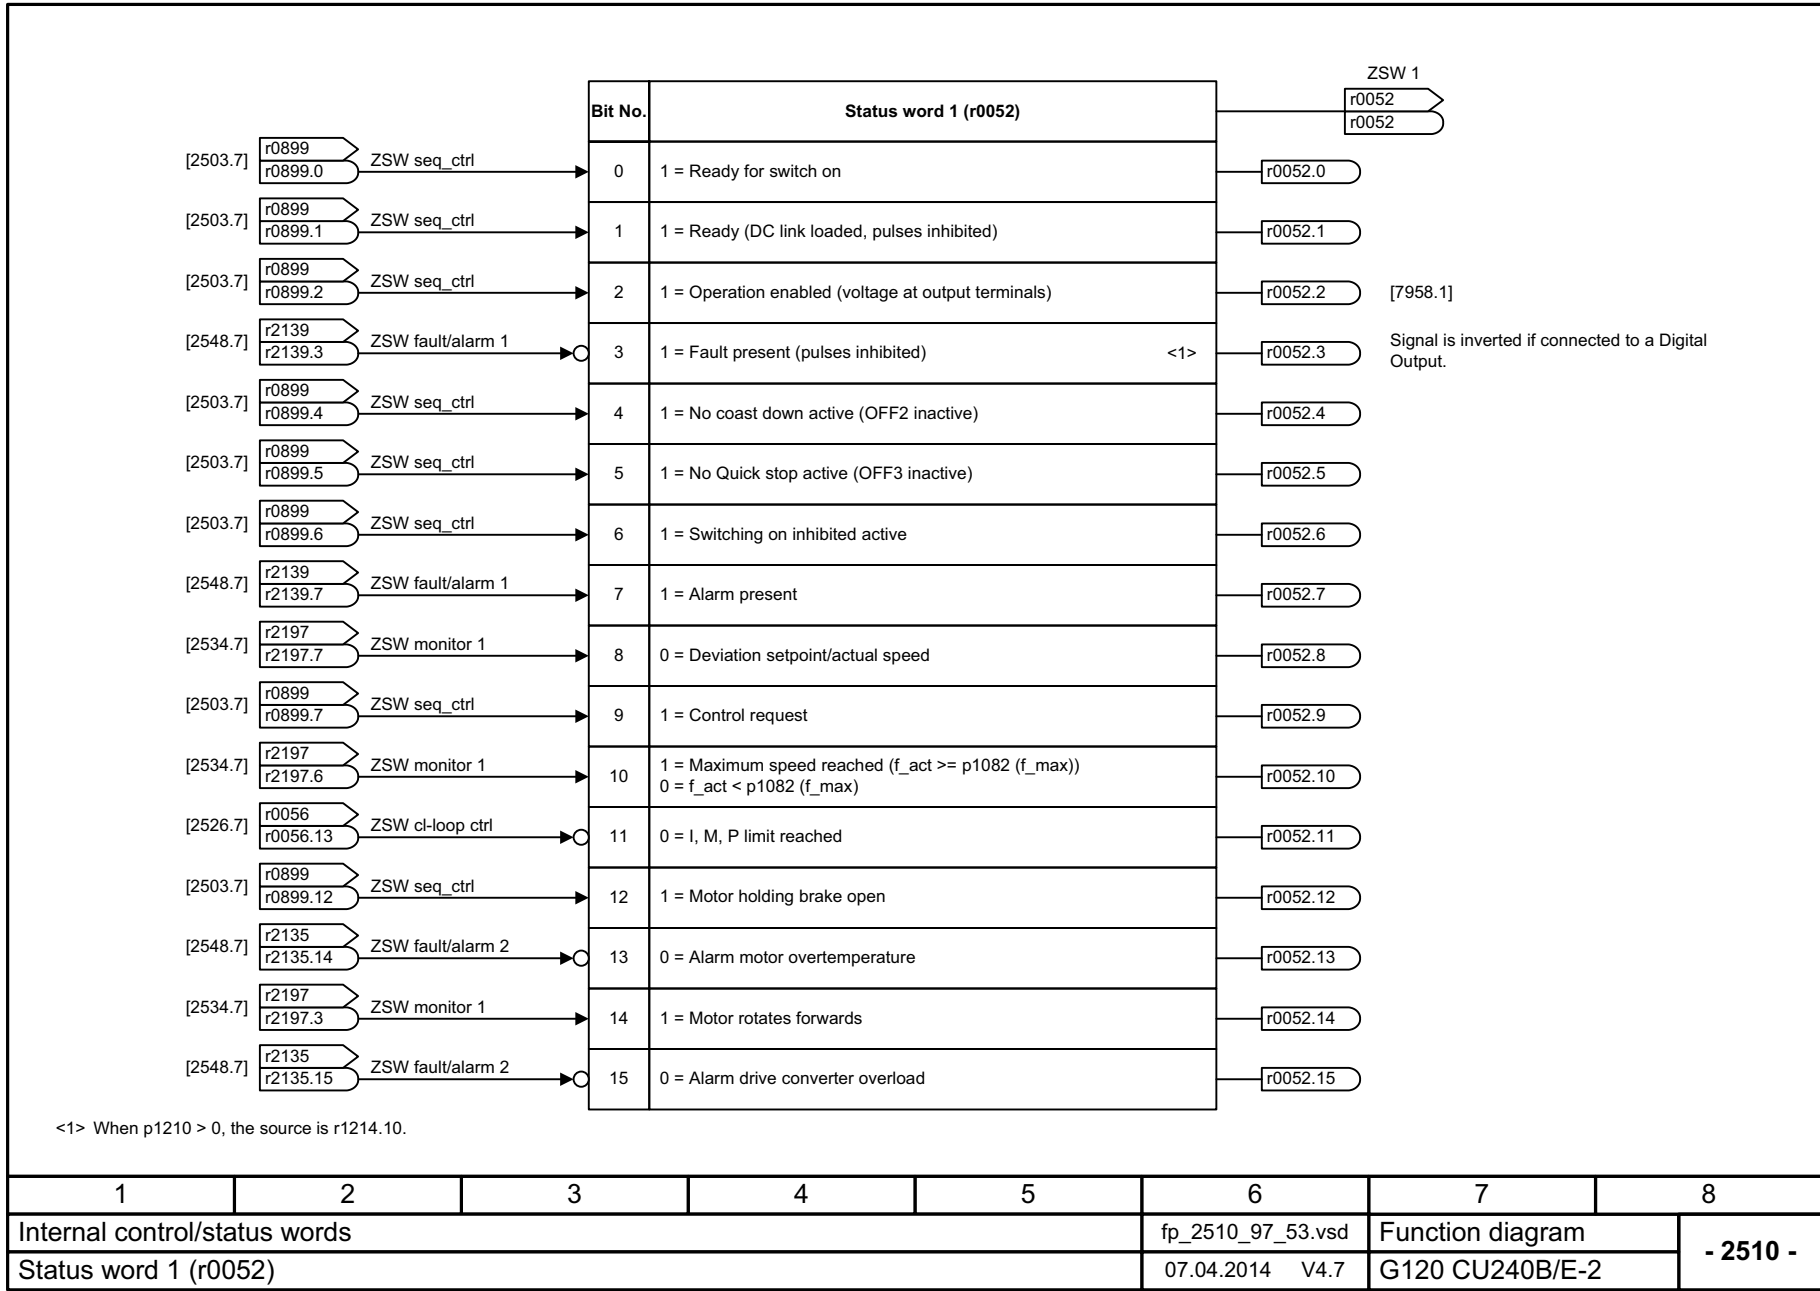 ZSW 1
Bit No. Status word 1 (r0052) r0052
r0052
[2503.7] r0899 ZSW seq_ctrl
r0899.0 0 1 = Ready for switch on r0052.0
[2503.7] r0899 ZSW seq_ctrl
r0899.1 1 1 = Ready (DC link loaded, pulses inhibited) r0052.1
[2503.7] r0899 ZSW seq_ctrl
r0899.2 2 1 = Operation enabled (voltage at output terminals) r0052.2 [7958.1]
[2548.7] r2139 ZSW fault/alarm 1
r2139.3 3 1 = Fault present (pulses inhibited) <1> r0052.3 Signal is inverted if connected to a Digital
Output.
[2503.7] r0899 ZSW seq_ctrl
r0899.4 4 1 = No coast down active (OFF2 inactive) r0052.4
[2503.7] r0899 ZSW seq_ctrl
r0899.5 5 1 = No Quick stop active (OFF3 inactive) r0052.5
[2503.7] r0899 ZSW seq_ctrl
r0899.6 6 1 = Switching on inhibited active r0052.6
[2548.7] r2139 ZSW fault/alarm 1
r2139.7 7 1 = Alarm present r0052.7
[2534.7] r2197 ZSW monitor 1
r2197.7 8 0 = Deviation setpoint/actual speed r0052.8
[2503.7] r0899 ZSW seq_ctrl
r0899.7 9 1 = Control request r0052.9
[2534.7] r2197 ZSW monitor 1
r2197.6 10 1 = Maximum speed reached (f_act >= p1082 (f_max)) r0052.10
0 = f_act < p1082 (f_max)
[2526.7] r0056 ZSW cl-loop ctrl
r0056.13 11 0 = I, M, P limit reached r0052.11
[2503.7] r0899 ZSW seq_ctrl
r0899.12 12 1 = Motor holding brake open r0052.12
[2548.7] r2135 ZSW fault/alarm 2
r2135.14 13 0 = Alarm motor overtemperature r0052.13
[2534.7] r2197 ZSW monitor 1
r2197.3 14 1 = Motor rotates forwards r0052.14
[2548.7] r2135 ZSW fault/alarm 2
r2135.15 15 0 = Alarm drive converter overload r0052.15
<1> When p1210 > 0, the source is r1214.10.
1 2 3 4 5 6 7 8
Internal control/status words fp_2510_97_53.vsd Function diagram - 2510 -
Status word 1 (r0052) 07.04.2014 V4.7 G120 CU240B/E-2